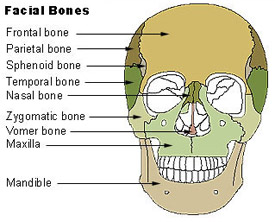 Facial Bones
Frontal bone
Parietal bone
Sphenoid bone
Temporal bone
Nasal bone
Zygomatic bone
Vomer bone
Maxilla
Mandible